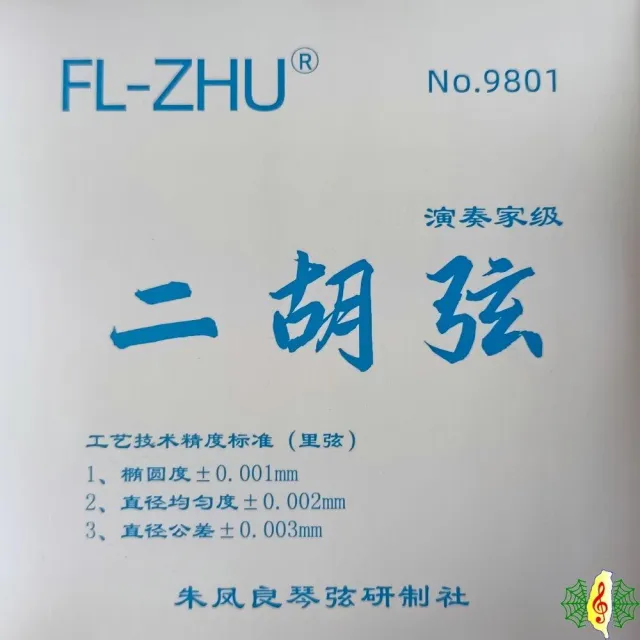 FL-ZHU®
No.9801
演奏家级
二胡弦
工艺技术精度标准（里弦）
1、椭圆度±0.001mm
2、直径均匀度±0.002mm
3、直径公差±0.003mm
朱凤良琴弦研制社